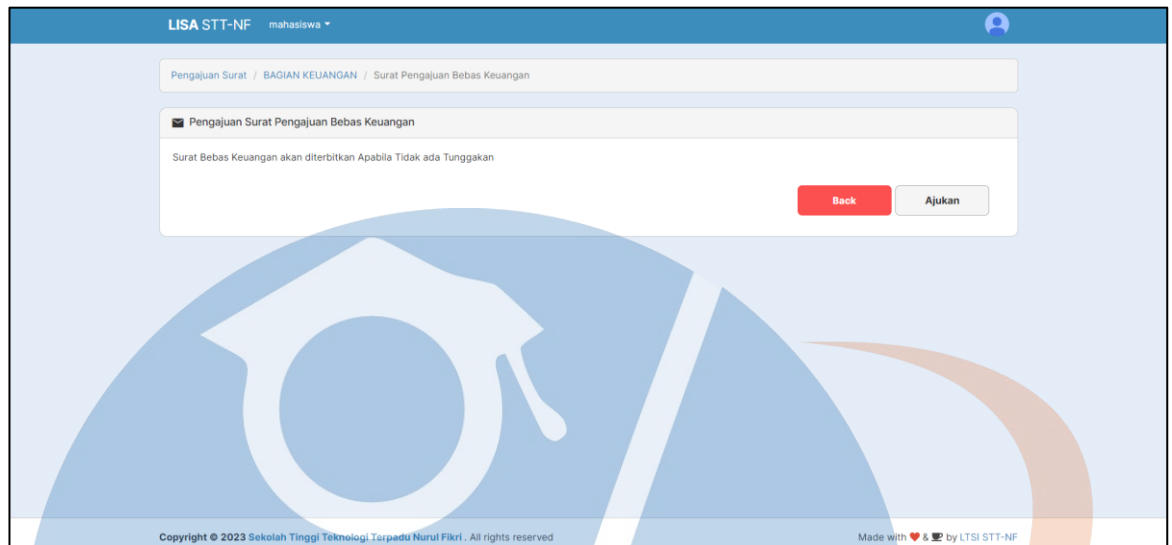 LISA STT-NF mahasiswa
Pengajuan Surat / BAGIAN KEUANGAN / Surat Pengajuan Bebas Keuangan
Pengajuan Surat Pengajuan Bebas Keuangan
Surat Bebas Keuangan akan diterbitkan Apabila Tidak ada Tunggakan
Back Ajukan
Copyright © 2023 Sekolah Tinggi Teknologi Terpadu Nurul Fikri . All rights reserved Made with ❤ & ☕ by LTSI STT-NF